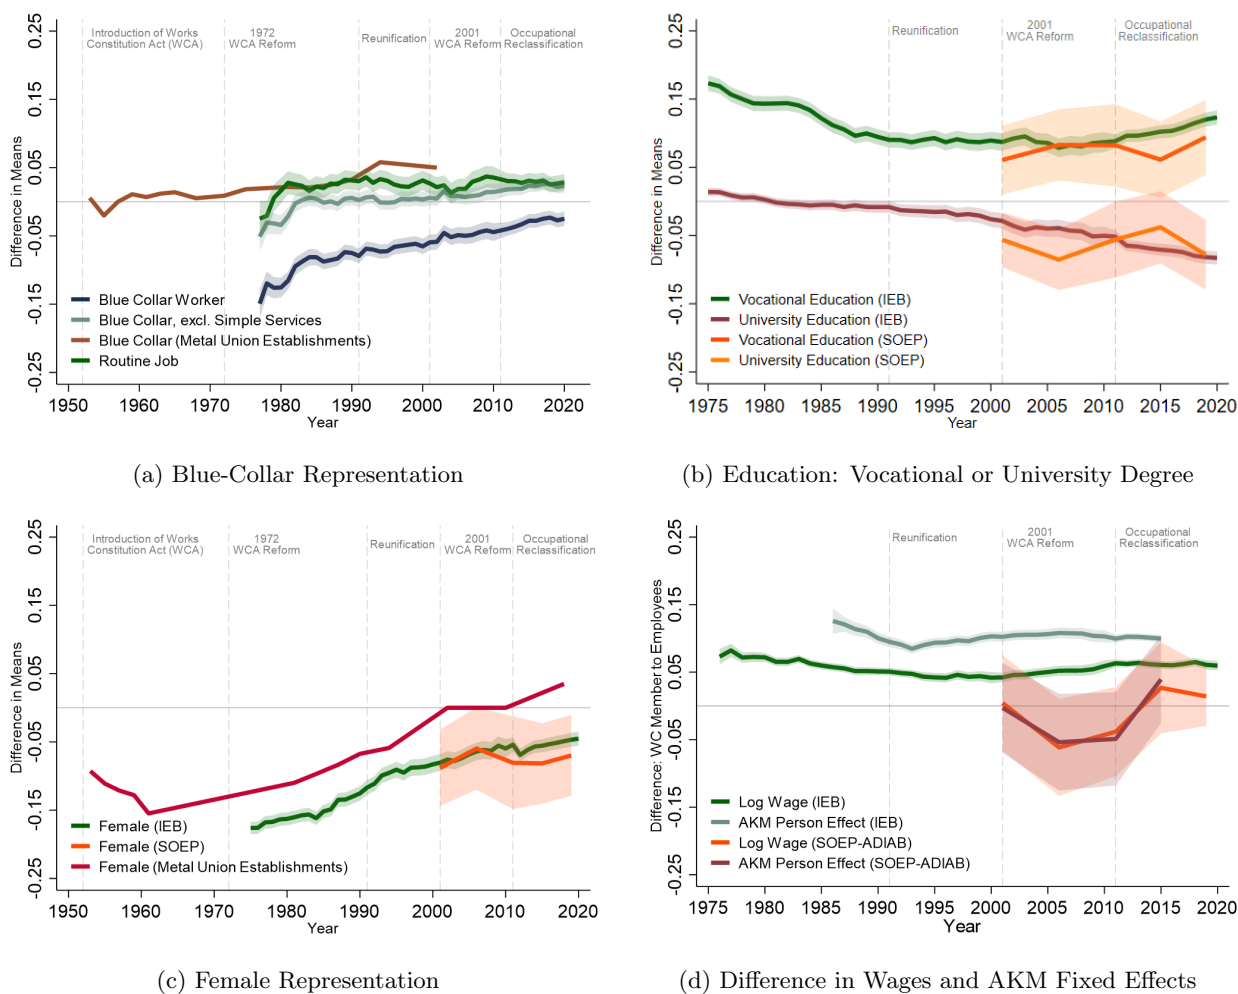 Introduction of Works
Constitution Act (WCA)
1972
WCA Reform
Reunification
2001
WCA Reform
Occupational
Reclassification
0.25
0.15
0.05
-0.05
-0.15
-0.25
Difference in Means
Blue Collar Worker
Blue Collar, excl. Simple Services
Blue Collar (Metal Union Establishments)
Routine Job
1950 1960 1970 1980 1990 2000 2010 2020
Year
(a) Blue-Collar Representation
Reunification
2001
WCA Reform
Occupational
Reclassification
0.25
0.15
0.05
-0.05
-0.15
-0.25
Difference in Means
Vocational Education (IEB)
University Education (IEB)
Vocational Education (SOEP)
University Education (SOEP)
1975 1980 1985 1990 1995 2000 2005 2010 2015 2020
Year
(b) Education: Vocational or University Degree
Introduction of Works
Constitution Act (WCA)
1972
WCA Reform
Reunification
2001
WCA Reform
Occupational
Reclassification
0.25
0.15
0.05
-0.05
-0.15
-0.25
Difference in Means
Female (IEB)
Female (SOEP)
Female (Metal Union Establishments)
1950 1960 1970 1980 1990 2000 2010 2020
Year
(c) Female Representation
Reunification
2001
WCA Reform
Occupational
Reclassification
0.25
0.15
0.05
-0.05
-0.15
-0.25
Difference: WC Member to Employees
Log Wage (IEB)
AKM Person Effect (IEB)
Log Wage (SOEP-ADIAB)
AKM Person Effect (SOEP-ADIAB)
1975 1980 1985 1990 1995 2000 2005 2010 2015 2020
Year
(d) Difference in Wages and AKM Fixed Effects